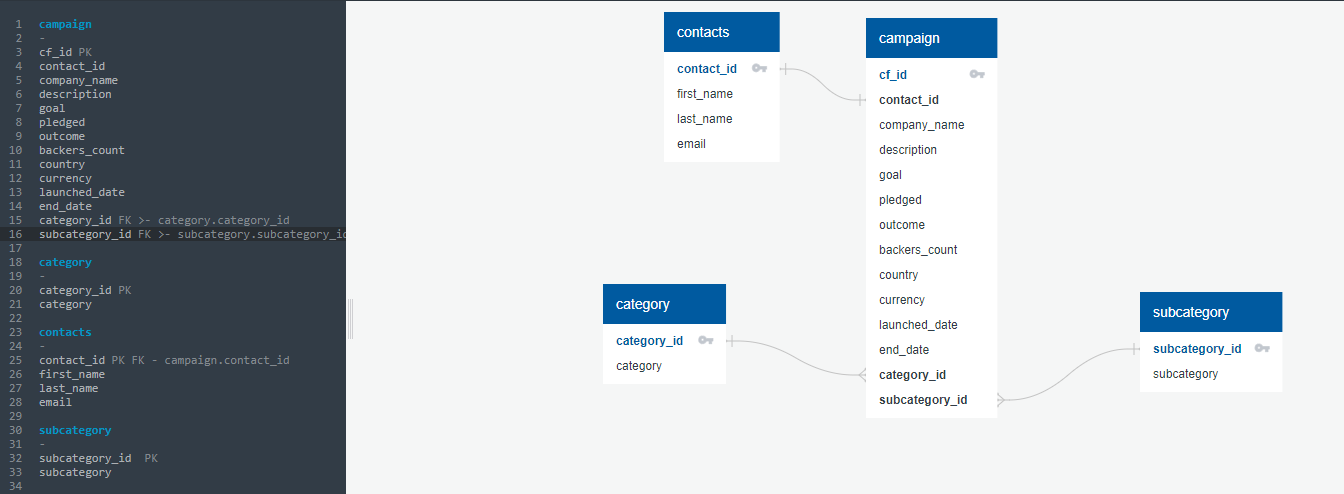 1 campaign
2 -
3 cf_id PK
4 contact_id
5 company_name
6 description
7 goal
8 pledged
9 outcome
10 backers_count
11 country
12 currency
13 launched_date
14 end_date
15 category_id FK >- category.category_id
16 subcategory_id FK >- subcategory.subcategory_id
17
18 category
19 -
20 category_id PK
21 category
22
23 contacts
24 -
25 contact_id PK FK - campaign.contact_id
26 first_name
27 last_name
28 email
29
30 subcategory
31 -
32 subcategory_id  PK
33 subcategory
34
contacts
contact_id
first_name
last_name
email
campaign
cf_id
contact_id
company_name
description
goal
pledged
outcome
backers_count
country
currency
launched_date
end_date
category_id
subcategory_id
category
category_id
category
subcategory
subcategory_id
subcategory